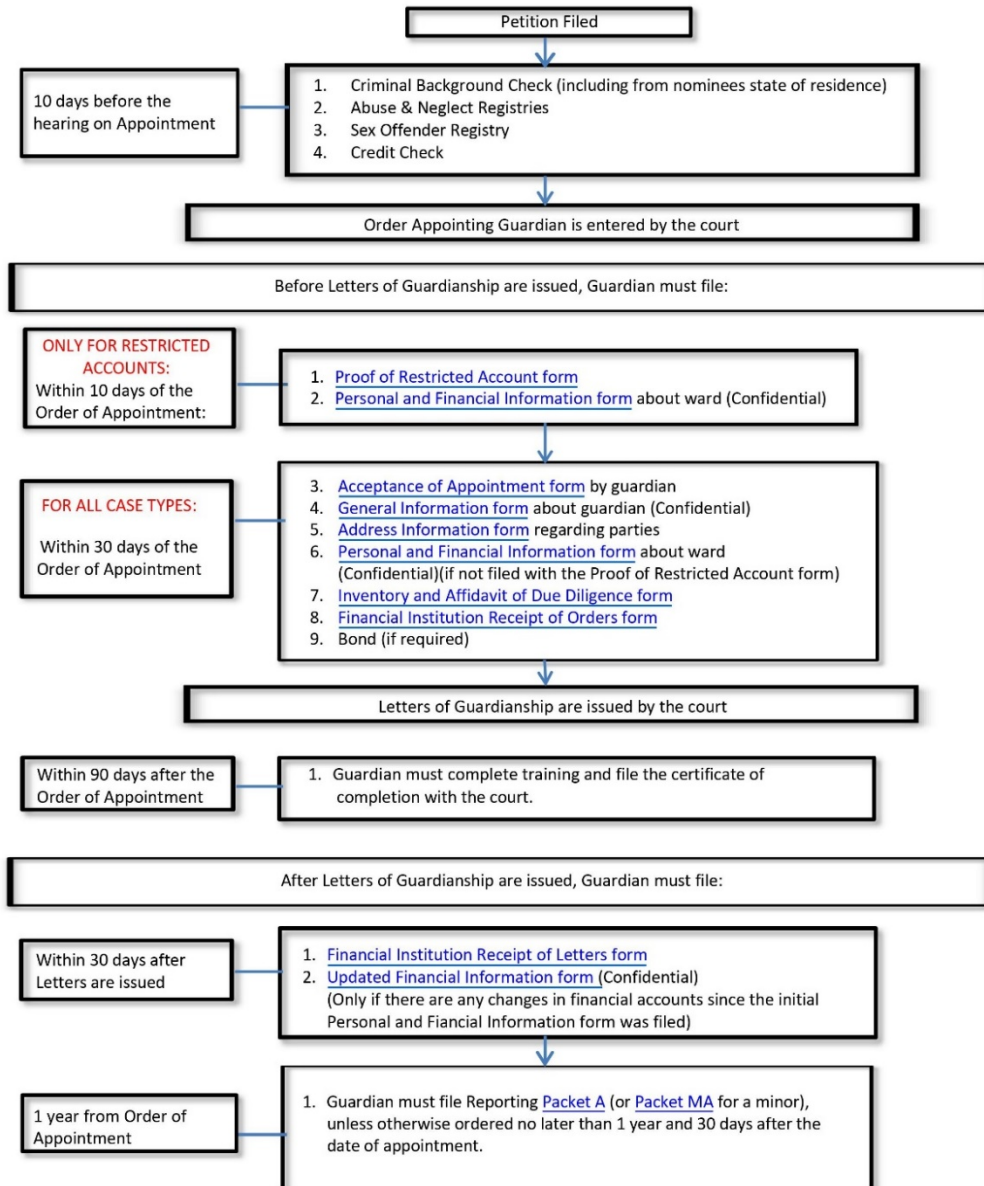 Petition Filed
10 days before the
hearing on Appointment
1. Criminal Background Check (including from nominees state of residence)
2. Abuse & Neglect Registries
3. Sex Offender Registry
4. Credit Check
Order Appointing Guardian is entered by the court
Before Letters of Guardianship are issued, Guardian must file:
ONLY FOR RESTRICTED
ACCOUNTS:
Within 10 days of the
Order of Appointment:
1. Proof of Restricted Account form
2. Personal and Financial Information form about ward (Confidential)
FOR ALL CASE TYPES:
Within 30 days of the
Order of Appointment
3. Acceptance of Appointment form by guardian
4. General Information form about guardian (Confidential)
5. Address Information form regarding parties
6. Personal and Financial Information form about ward
(Confidential)(if not filed with the Proof of Restricted Account form)
7. Inventory and Affidavit of Due Diligence form
8. Financial Institution Receipt of Orders form
9. Bond (if required)
Letters of Guardianship are issued by the court
Within 90 days after the
Order of Appointment
1. Guardian must complete training and file the certificate of
completion with the court.
After Letters of Guardianship are issued, Guardian must file:
Within 30 days after
Letters are issued
1. Financial Institution Receipt of Letters form
2. Updated Financial Information form (Confidential)
(Only if there are any changes in financial accounts since the initial
Personal and Fiancial Information form was filed)
1 year from Order of
Appointment
1. Guardian must file Reporting Packet A (or Packet MA for a minor),
unless otherwise ordered no later than 1 year and 30 days after the
date of appointment.